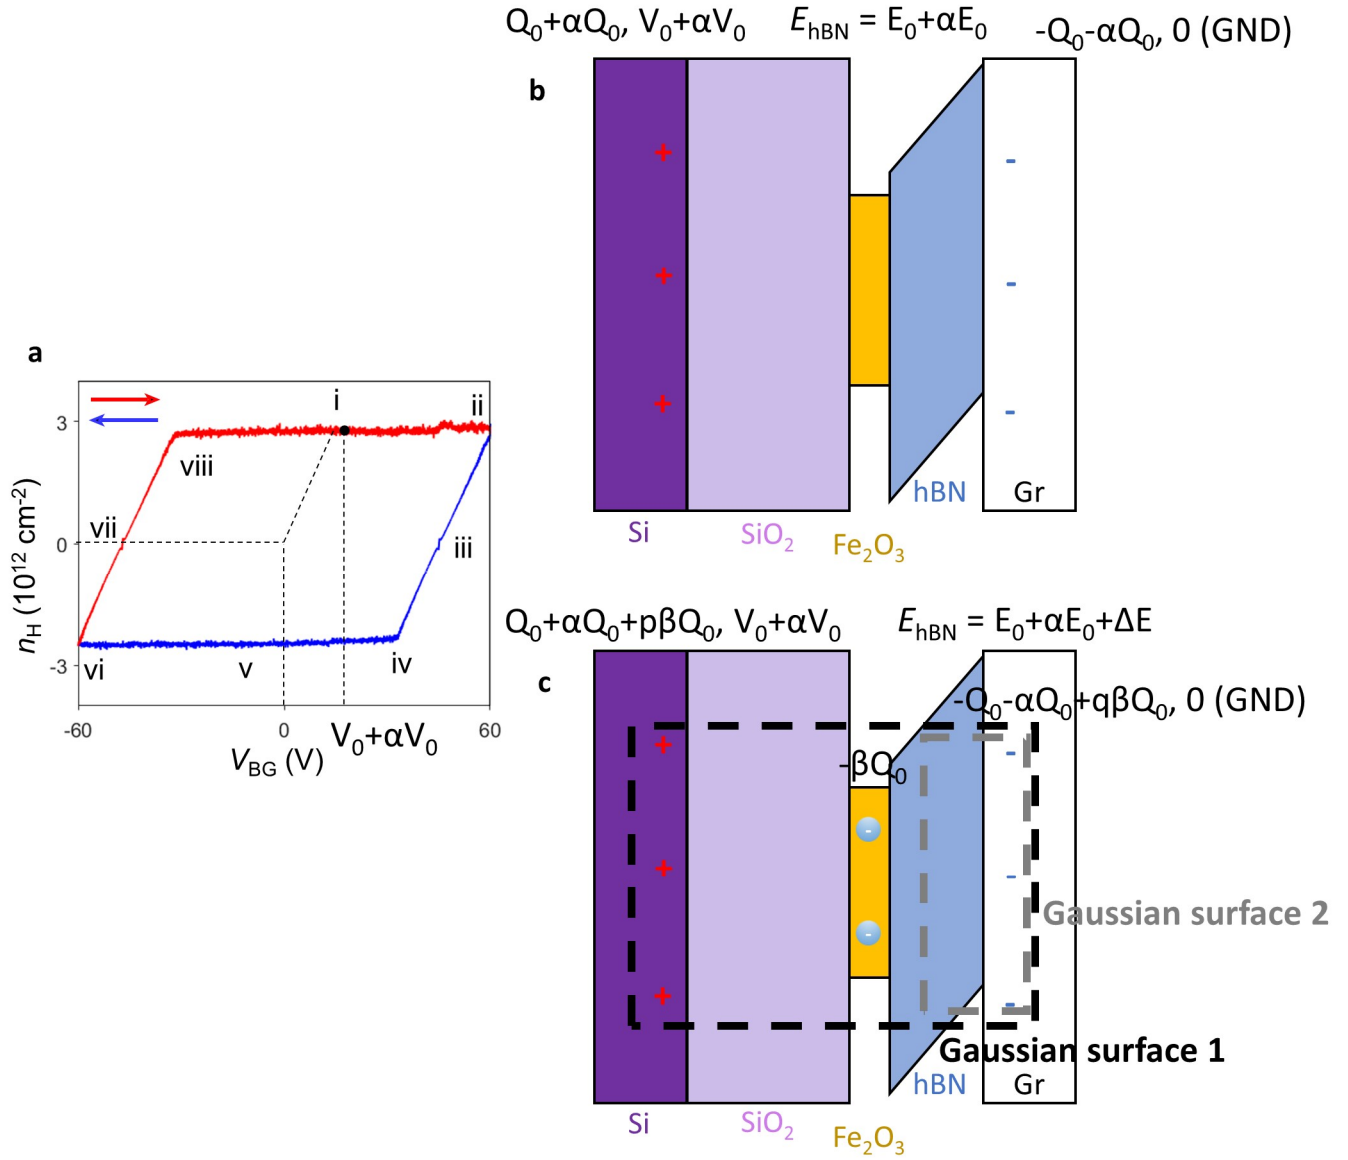 Q₀+αQ₀, V₀+αV₀ E_hBN = E₀+αE₀ -Q₀-αQ₀, 0 (GND)
b
hBN Gr
Si SiO₂ Fe₂O₃
a
i ii
viii
vii
iii
vi v iv
3
0
-3
n_H (10¹² cm⁻²)
-60 0 V₀+αV₀ 60
V_BG (V)
Q₀+αQ₀+pβQ₀, V₀+αV₀ E_hBN = E₀+αE₀+ΔE
c
-Q₀-αQ₀+qβQ₀, 0 (GND)
-βQ₀
Gaussian surface 2
Gaussian surface 1
hBN Gr
Si SiO₂ Fe₂O₃